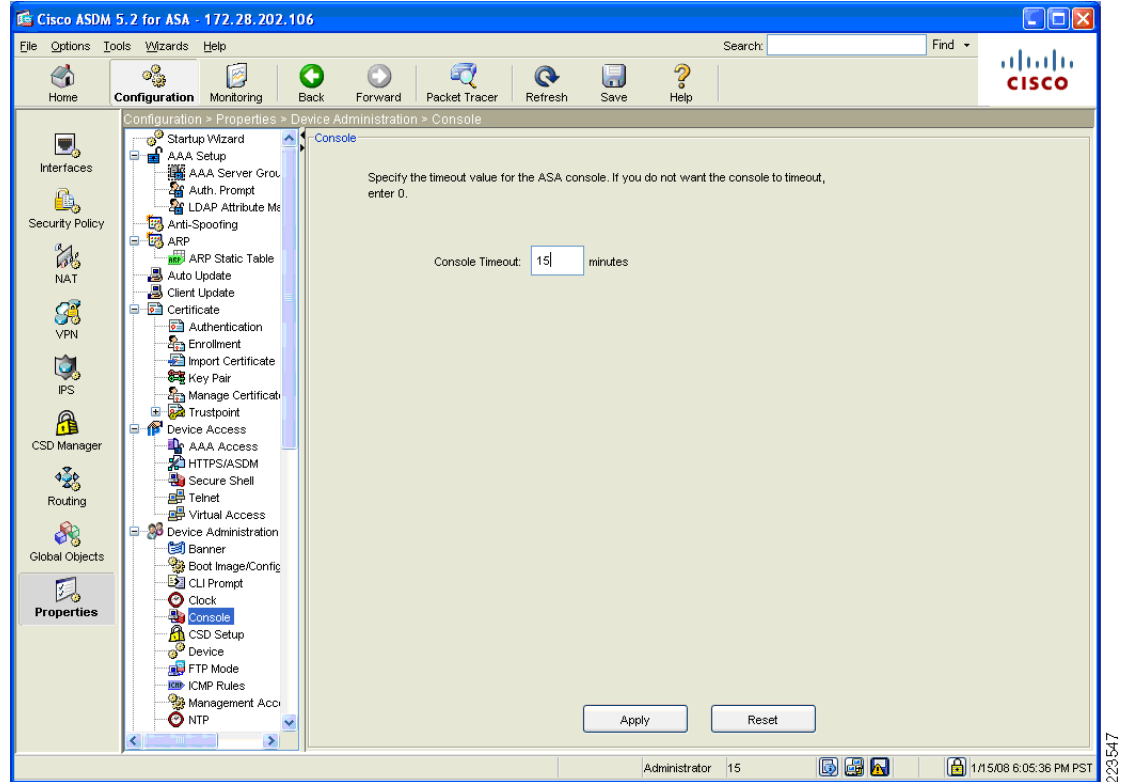 Cisco ASDM 5.2 for ASA - 172.28.202.106
File Options Tools Wizards Help
Search:
Find
Home
Configuration
Monitoring
Back
Forward
Packet Tracer
Refresh
Save
Help
CISCO
Configuration > Properties > Device Administration > Console
Interfaces
Security Policy
NAT
VPN
IPS
CSD Manager
Routing
Global Objects
Properties
Startup Wizard
AAA Setup
AAA Server Grou
Auth. Prompt
LDAP Attribute Ma
Anti-Spoofing
ARP
ARP
ARP Static Table
Auto Update
Client Update
Certificate
Authentication
Enrollment
Import Certificate
Key Pair
Manage Certificat
Trustpoint
Device Access
AAA Access
HTTPS/ASDM
Secure Shell
Telnet
Virtual Access
Device Administration
Banner
Boot Image/Config
CLI Prompt
Clock
Console
CSD Setup
Device
FTP Mode
ICMP
ICMP Rules
Management Acc
NTP
Console
Specify the timeout value for the ASA console. If you do not want the console to timeout,
enter 0.
Console Timeout: 15 minutes
Apply
Reset
Administrator
15
1/15/08 6:05:36 PM PST
223547